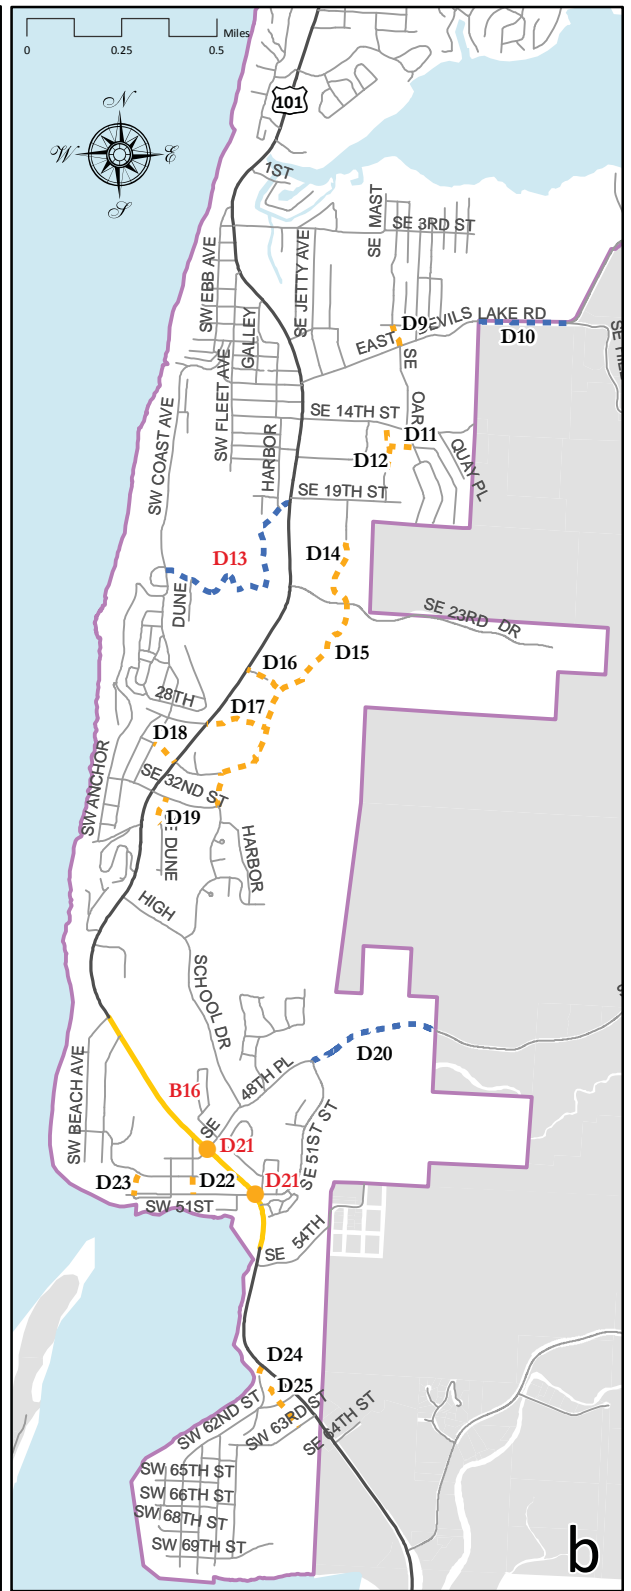 Miles
0 0.25 0.5
101
N
W E
S
1ST
SE MAST
SE 3RD ST
SW EBB AVE
SE JETTY AVE
GALLEY
D9
EAST DEVILS LAKE RD
D10
SE
SW FLEET AVE
SE
OAR
SE 14TH ST
D11
SW COAST AVE
HARBOR
D12
QUAY PL
SE 19TH ST
D13
D14
DUNE
SE 23RD DR
D15
D16
28TH
D17
D18
SW ANCHOR
SE 32ND ST
D19
SE DUNE
HARBOR
HIGH
SCHOOL DR
D20
SW BEACH AVE
B16
48TH PL
SE
SE 51ST ST
D21
D23
D22
D21
SW 51ST
54TH
SE
D24
D25
SW 62ND ST
SW 63RD ST
SE 64TH ST
SW 65TH ST
SW 66TH ST
SW 68TH ST
SW 69TH ST
b